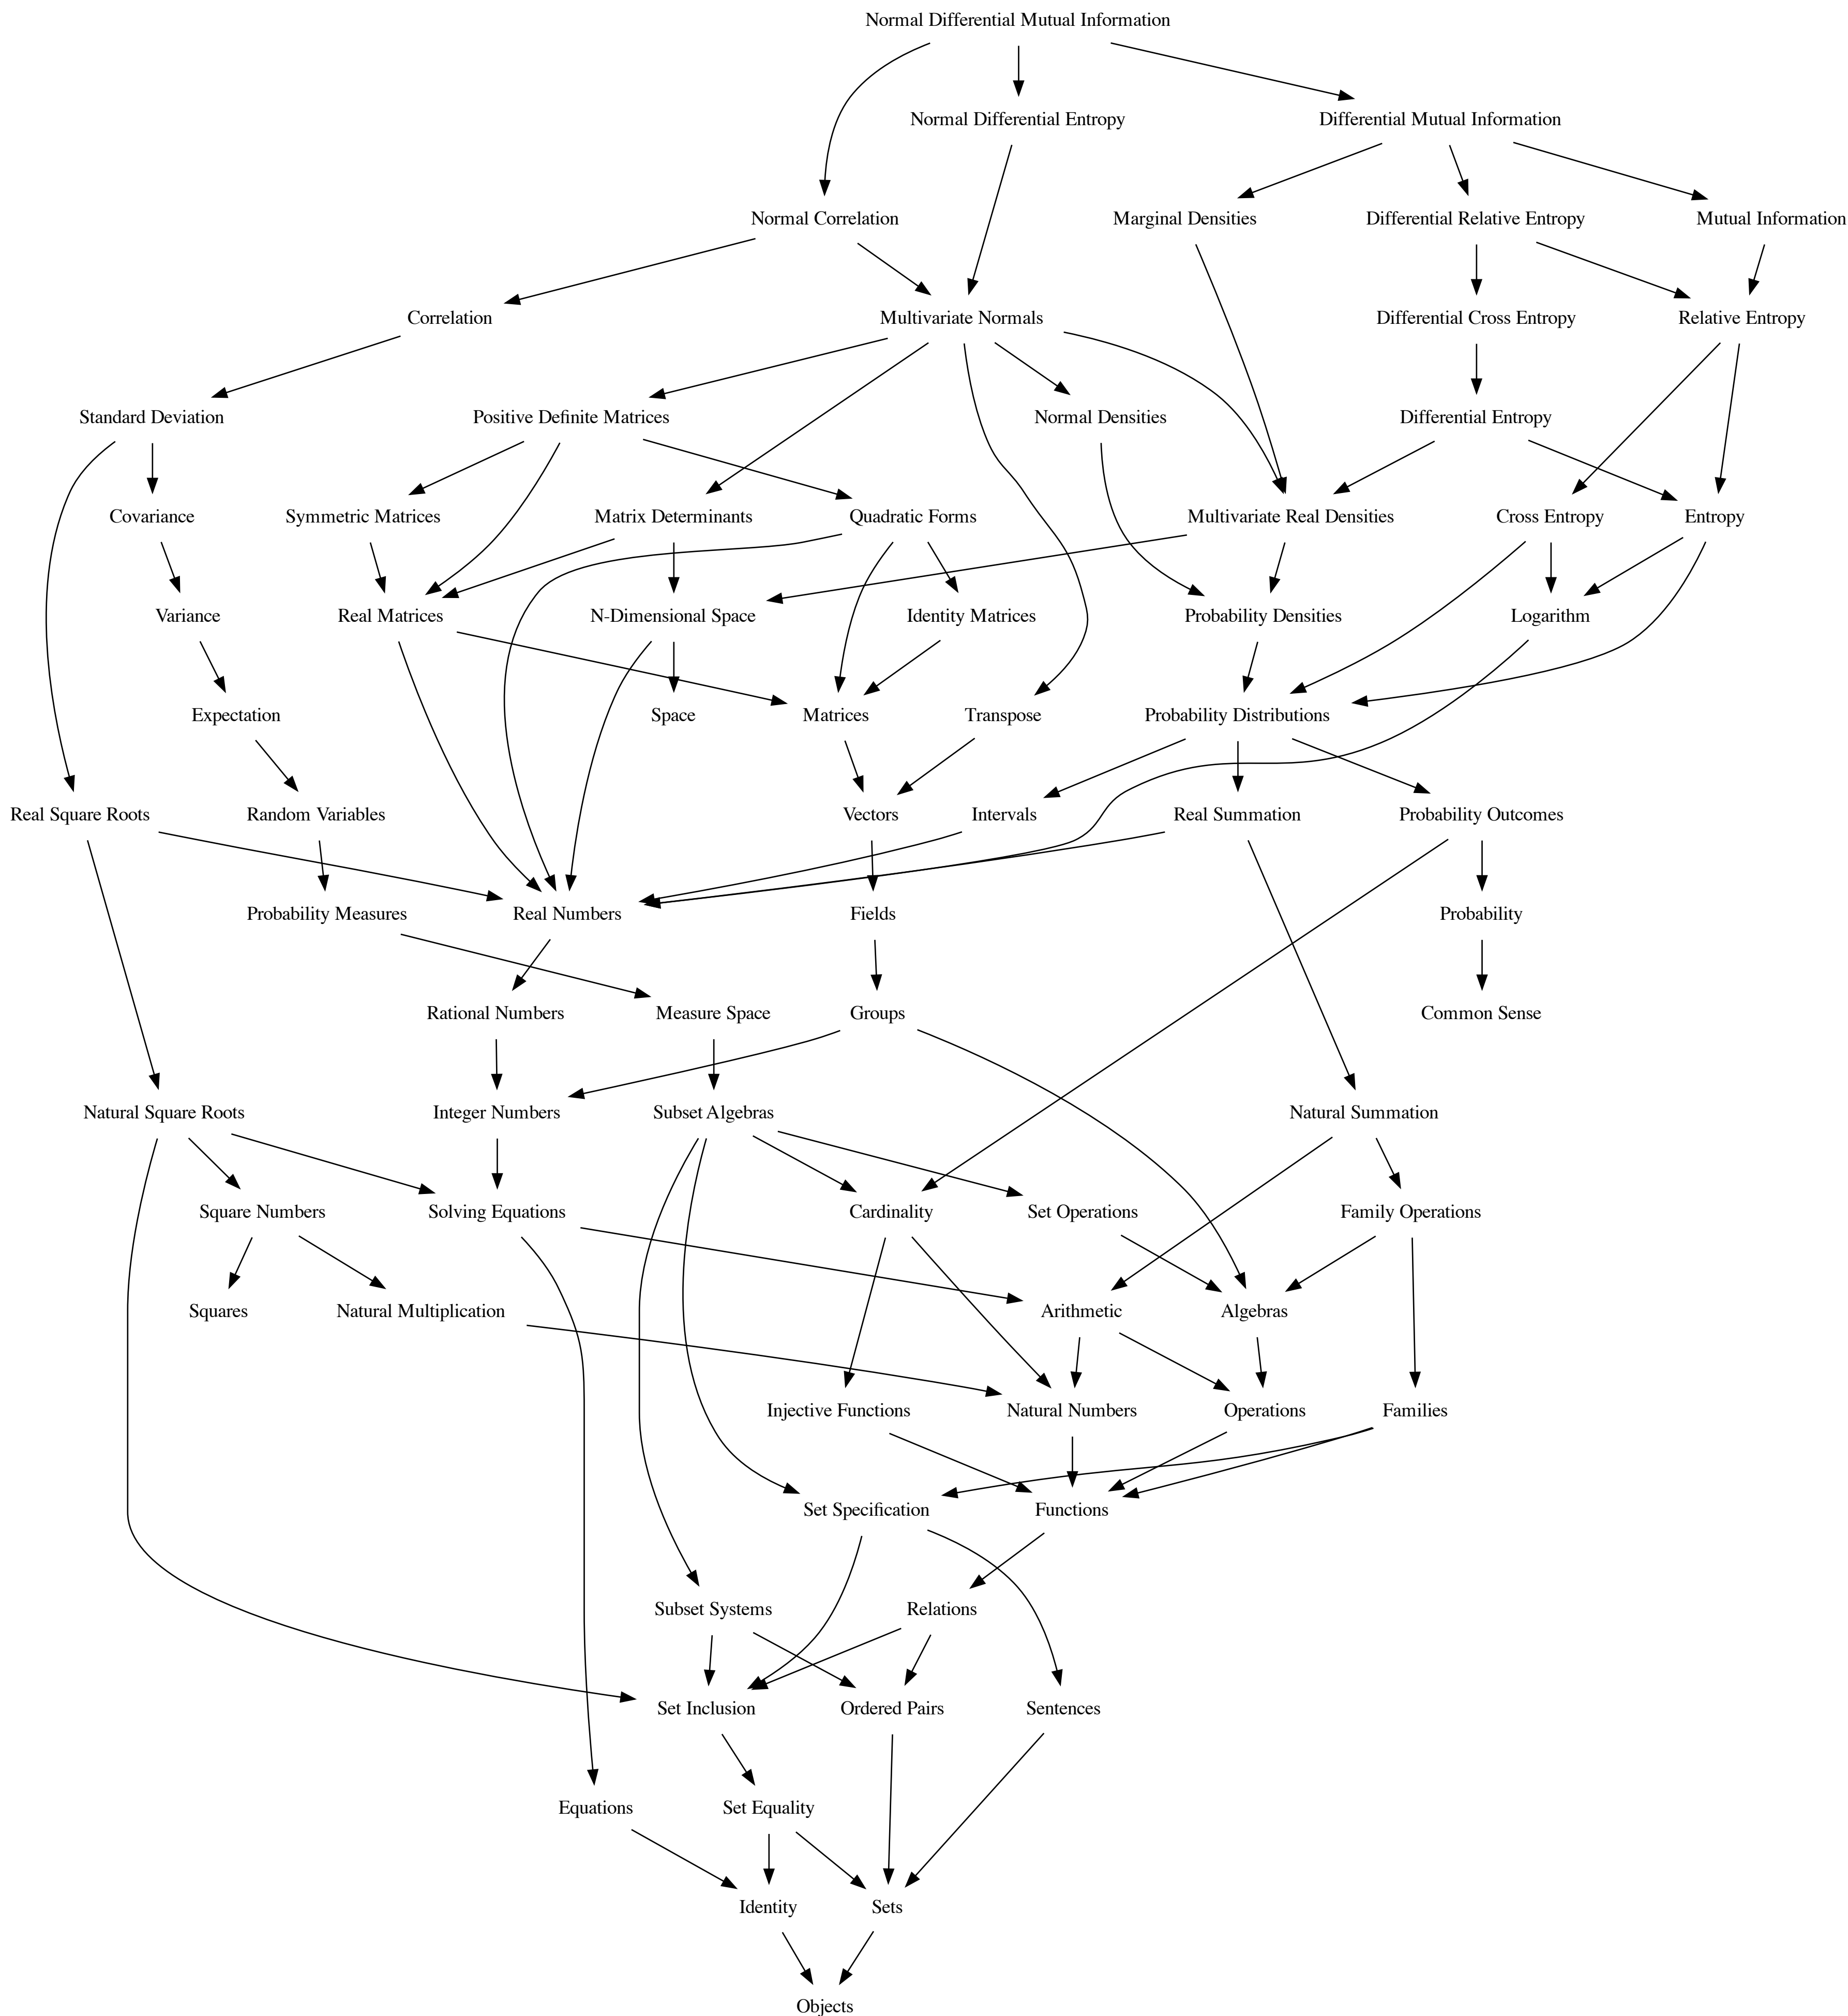 Normal Differential Mutual Information
Normal Differential Entropy
Differential Mutual Information
Normal Correlation
Marginal Densities
Differential Relative Entropy
Mutual Information
Correlation
Multivariate Normals
Differential Cross Entropy
Relative Entropy
Standard Deviation
Positive Definite Matrices
Normal Densities
Differential Entropy
Covariance
Symmetric Matrices
Matrix Determinants
Quadratic Forms
Multivariate Real Densities
Cross Entropy
Entropy
Variance
Real Matrices
N-Dimensional Space
Identity Matrices
Probability Densities
Logarithm
Expectation
Space
Matrices
Transpose
Probability Distributions
Real Square Roots
Random Variables
Vectors
Intervals
Real Summation
Probability Outcomes
Probability Measures
Real Numbers
Fields
Probability
Rational Numbers
Measure Space
Groups
Common Sense
Natural Square Roots
Integer Numbers
Subset Algebras
Natural Summation
Square Numbers
Solving Equations
Cardinality
Set Operations
Family Operations
Squares
Natural Multiplication
Arithmetic
Algebras
Injective Functions
Natural Numbers
Operations
Families
Set Specification
Functions
Subset Systems
Relations
Set Inclusion
Ordered Pairs
Sentences
Equations
Set Equality
Identity
Sets
Objects